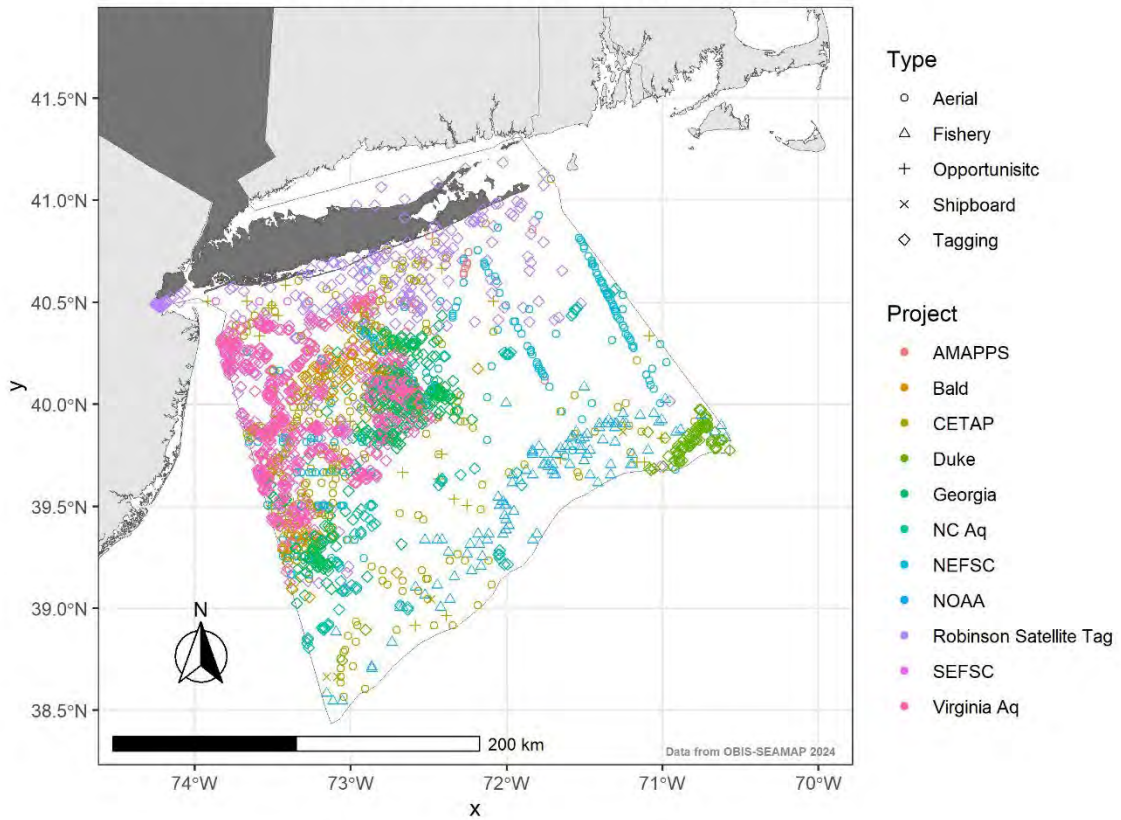 Type
Aerial
Fishery
Opportunisitc
Shipboard
Tagging
Project
AMAPPS
Bald
CETAP
Duke
Georgia
NC Aq
NEFSC
NOAA
Robinson Satellite Tag
SEFSC
Virginia Aq
41.5°N
41.0°N
40.5°N
40.0°N
39.5°N
39.0°N
38.5°N
y
N
200 km
Data from OBIS-SEAMAP 2024
74°W 73°W 72°W 71°W 70°W
x